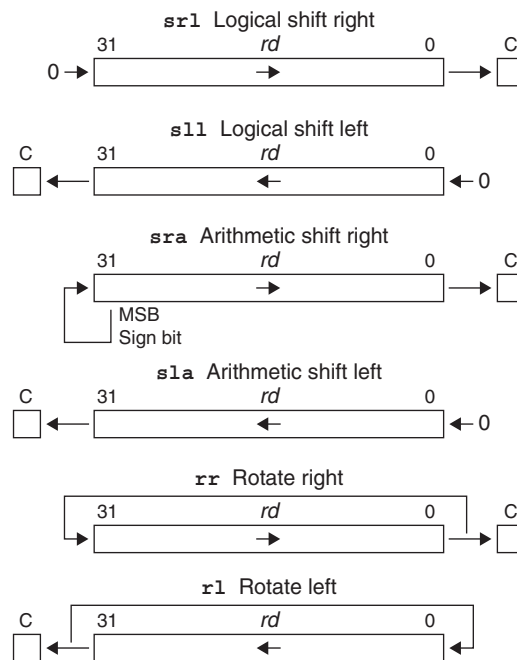 srl Logical shift right
31 rd 0 C
0
sll Logical shift left
C 31 rd 0
0
sra Arithmetic shift right
31 rd 0 C
MSB
Sign bit
sla Arithmetic shift left
C 31 rd 0
0
rr Rotate right
31 rd 0 C
rl Rotate left
C 31 rd 0